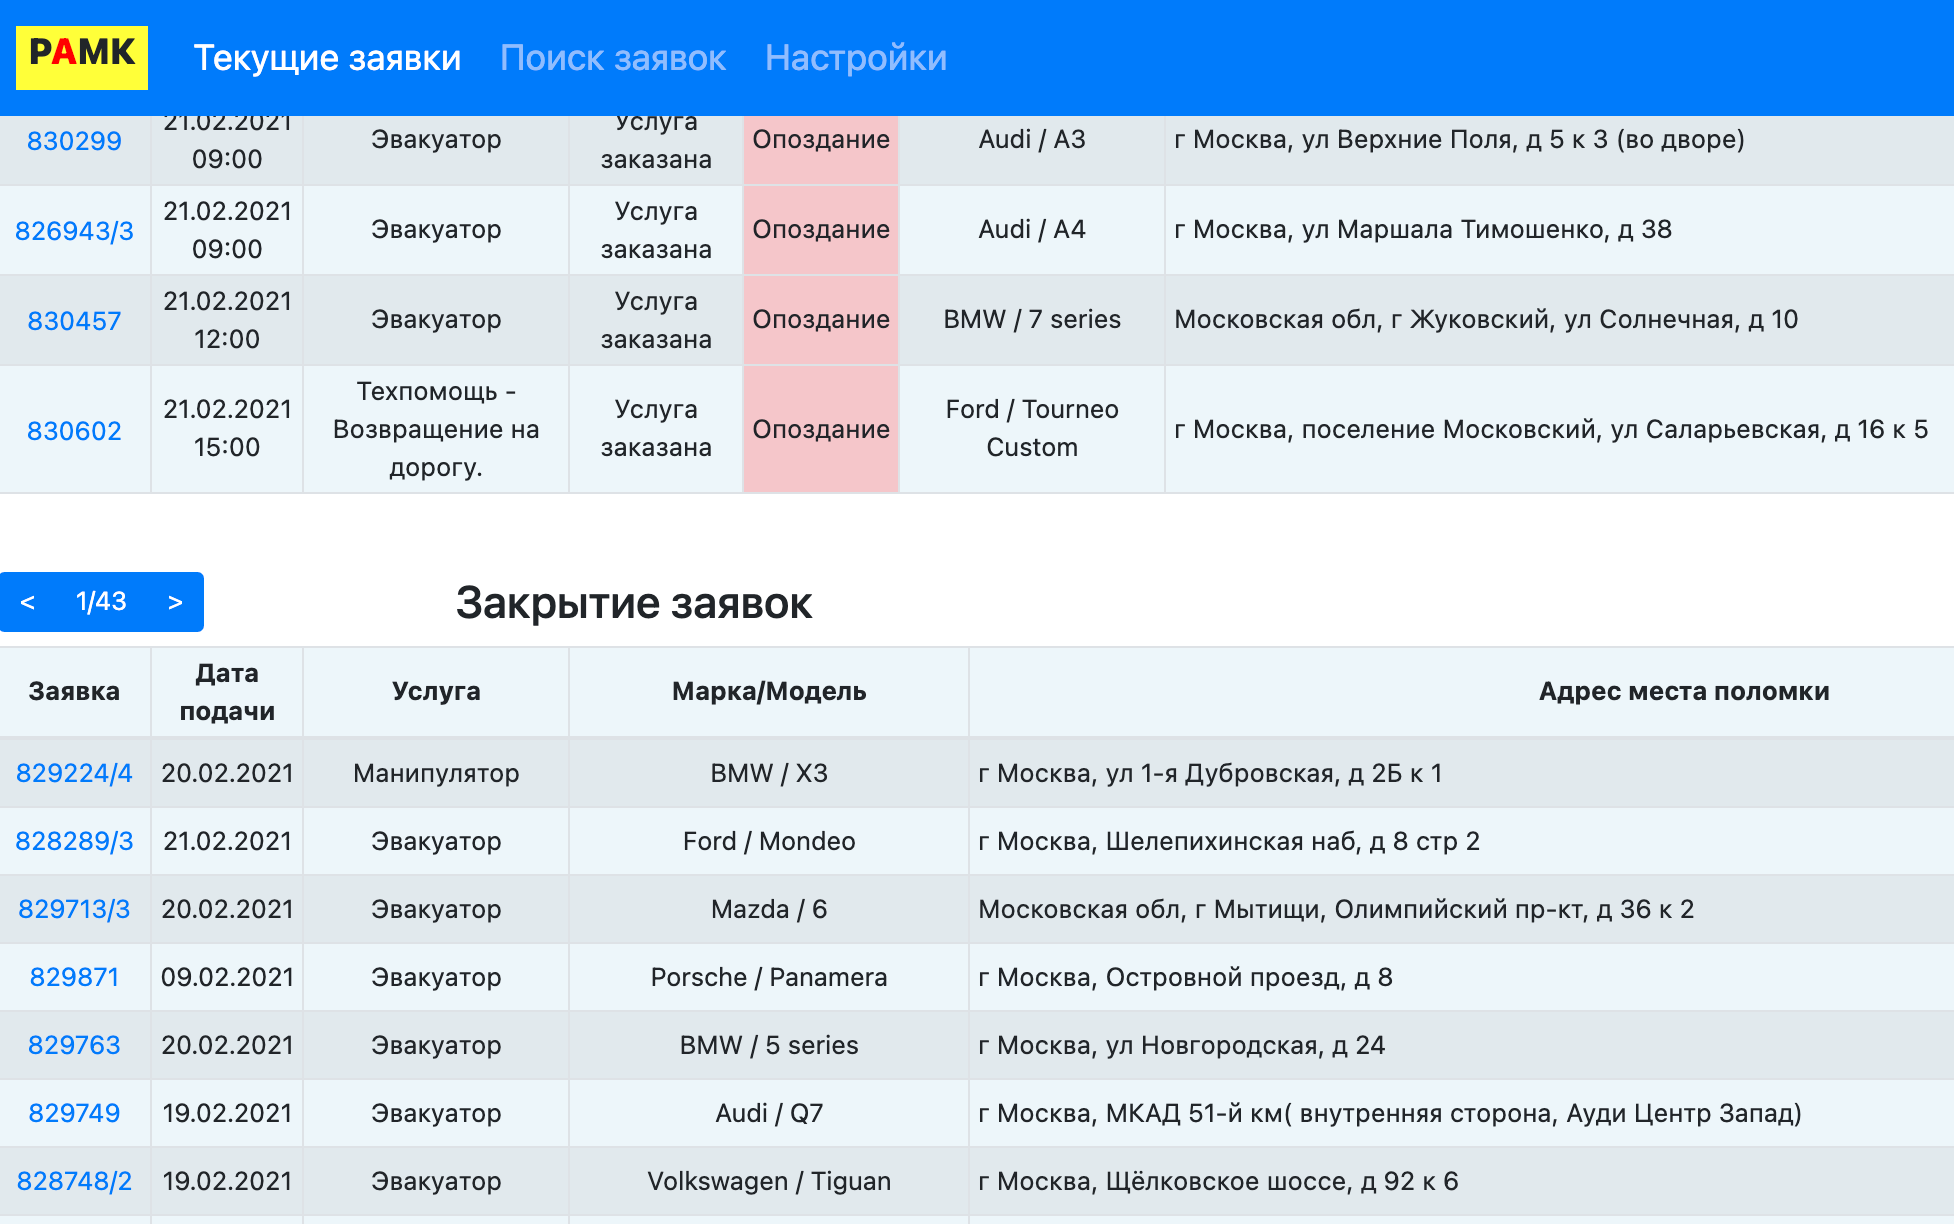 РАМК Текущие заявки Поиск заявок Настройки
830299 21.02.2021 09:00 Эвакуатор Услуга заказана Опоздание Audi / A3 г Москва, ул Верхние Поля, д 5 к 3 (во дворе)
826943/3 21.02.2021 09:00 Эвакуатор Услуга заказана Опоздание Audi / A4 г Москва, ул Маршала Тимошенко, д 38
830457 21.02.2021 12:00 Эвакуатор Услуга заказана Опоздание BMW / 7 series Московская обл, г Жуковский, ул Солнечная, д 10
830602 21.02.2021 15:00 Техпомощь - Возвращение на дорогу. Услуга заказана Опоздание Ford / Tourneo Custom г Москва, поселение Московский, ул Саларьевская, д 16 к 5
< 1/43 > Закрытие заявок
Заявка Дата подачи Услуга Марка/Модель Адрес места поломки
829224/4 20.02.2021 Манипулятор BMW / X3 г Москва, ул 1-я Дубровская, д 2Б к 1
828289/3 21.02.2021 Эвакуатор Ford / Mondeo г Москва, Шелепихинская наб, д 8 стр 2
829713/3 20.02.2021 Эвакуатор Mazda / 6 Московская обл, г Мытищи, Олимпийский пр-кт, д 36 к 2
829871 09.02.2021 Эвакуатор Porsche / Panamera г Москва, Островной проезд, д 8
829763 20.02.2021 Эвакуатор BMW / 5 series г Москва, ул Новгородская, д 24
829749 19.02.2021 Эвакуатор Audi / Q7 г Москва, МКАД 51-й км( внутренняя сторона, Ауди Центр Запад)
828748/2 19.02.2021 Эвакуатор Volkswagen / Tiguan г Москва, Щёлковское шоссе, д 92 к 6